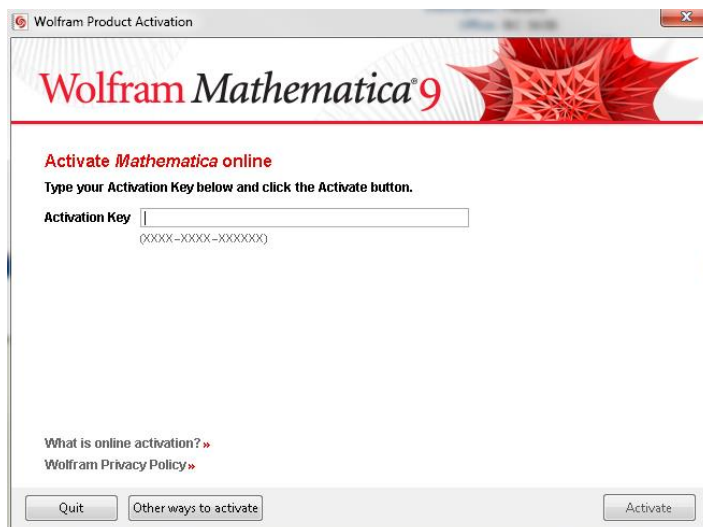 Wolfram Product Activation
Wolfram Mathematica® 9
Activate Mathematica online
Type your Activation Key below and click the Activate button.
Activation Key
(XXXX-XXXX-XXXXXX)
What is online activation? »
Wolfram Privacy Policy »
Quit
Other ways to activate
Activate